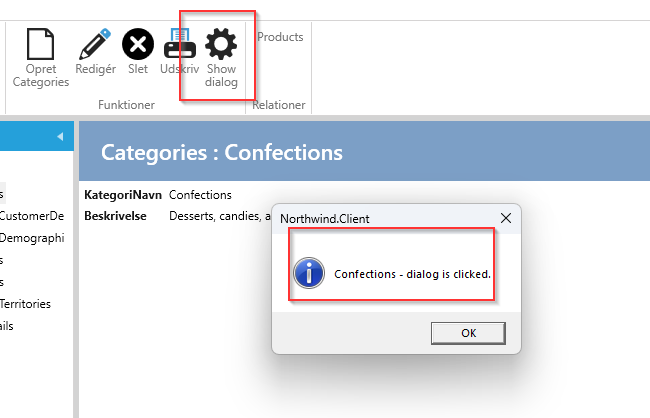 Opret
Categories
Redigér
Slet
Udskriv
Show
dialog
Products
Funktioner
Relationer
Categories : Confections
s
CustomerDe
Demographi
s
s
Territories
ails
KategoriNavn Confections
Beskrivelse Desserts, candies, a
Northwind.Client
Confections - dialog is clicked.
OK